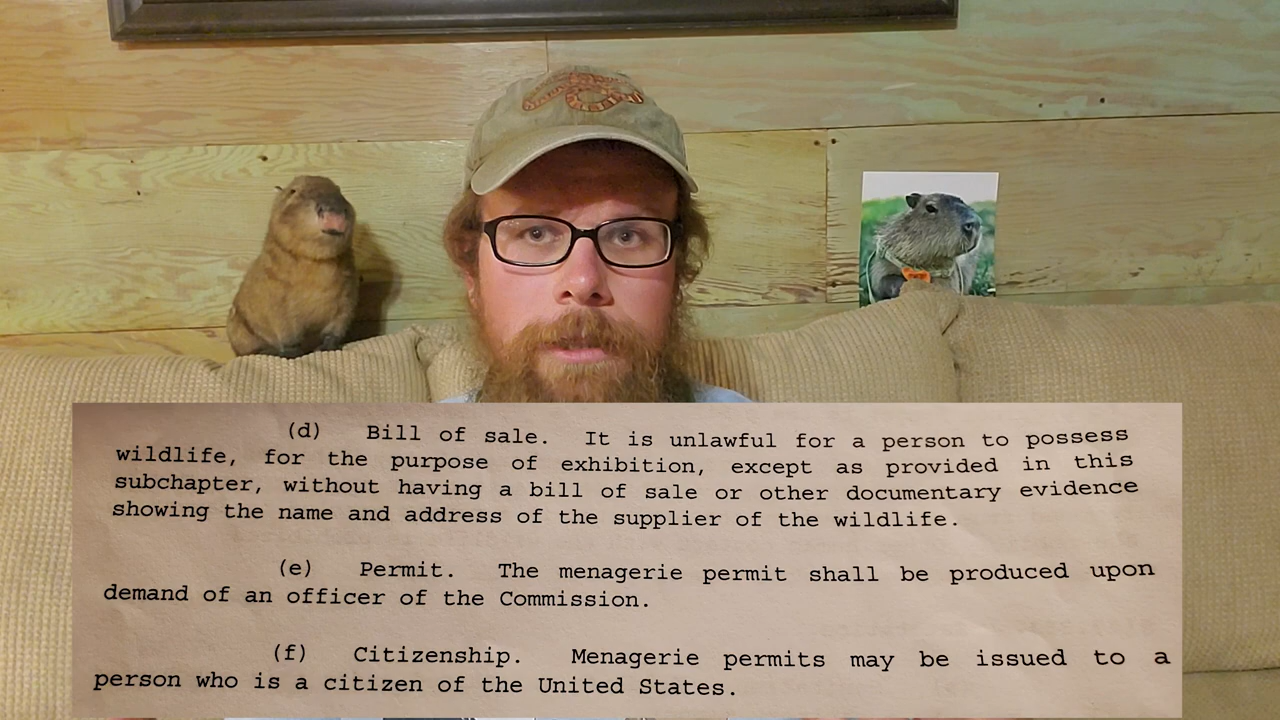 (d) Bill of sale. It is unlawful for a person to possess
wildlife, for the purpose of exhibition, except as provided in this
subchapter, without having a bill of sale or other documentary evidence
showing the name and address of the supplier of the wildlife.
(e) Permit. The menagerie permit shall be produced upon
demand of an officer of the Commission.
(f) Citizenship. Menagerie permits may be issued to a
person who is a citizen of the United States.